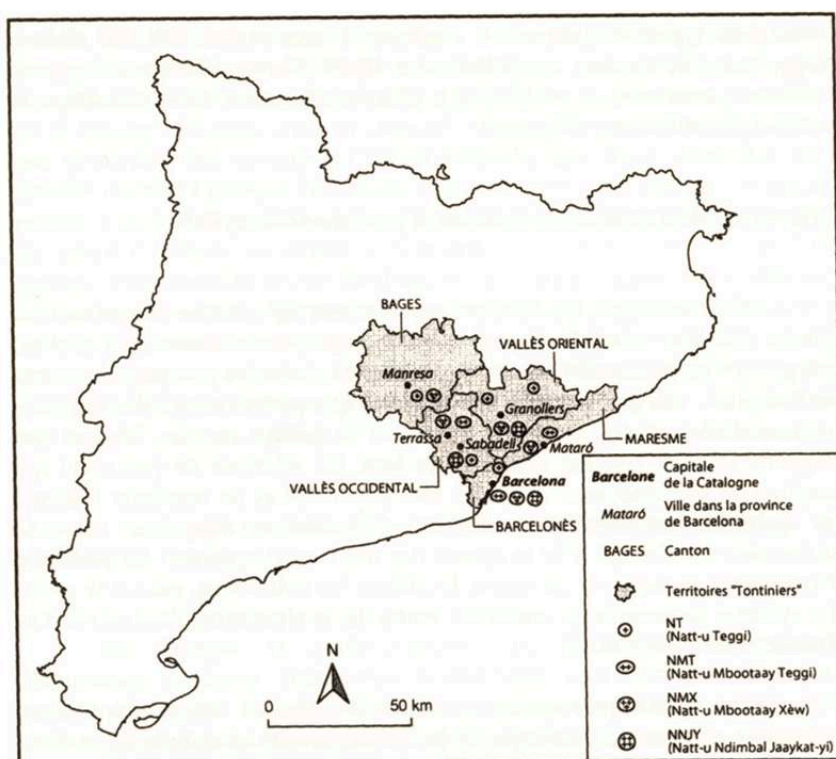 BAGES
VALLÈS ORIENTAL
Manresa
Granollers
Terrassa
Sabadell
Mataró
MARESME
Barcelona
VALLÈS OCCIDENTAL
BARCELONÈS
N
0 50 km
Barcelone Capitale
de la Catalogne
Mataró Ville dans la province
de Barcelona
BAGES Canton
Territoires "Tontiniers"
NT
(Natt-u Teggi)
NMT
(Natt-u Mbootaay Teggi)
NMX
(Natt-u Mbootaay Xèw)
NNJY
(Natt-u Ndimbal Jaaykat-yi)